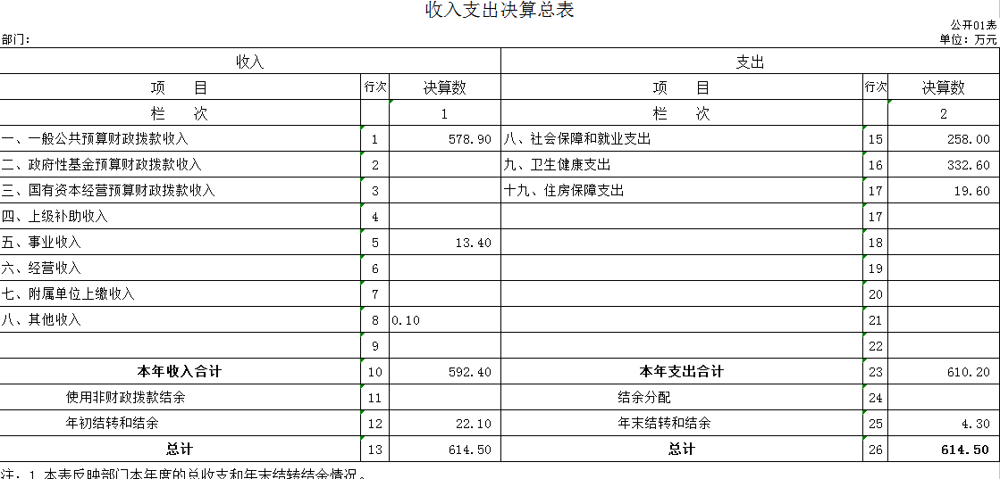 收入支出决算总表
公开01表
部门： 单位：万元
收入 支出
项 目 行次 决算数 项 目 行次 决算数
栏 次 1 栏 次 2
一、一般公共预算财政拨款收入 1 578.90 八、社会保障和就业支出 15 258.00
二、政府性基金预算财政拨款收入 2 九、卫生健康支出 16 332.60
三、国有资本经营预算财政拨款收入 3 十九、住房保障支出 17 19.60
四、上级补助收入 4 17
五、事业收入 5 13.40 18
六、经营收入 6 19
七、附属单位上缴收入 7 20
八、其他收入 8 0.10 21
9 22
本年收入合计 10 592.40 本年支出合计 23 610.20
使用非财政拨款结余 11 结余分配 24
年初结转和结余 12 22.10 年末结转和结余 25 4.30
总计 13 614.50 总计 26 614.50
注：1.本表反映部门本年度的总收支和年末结转结余情况。